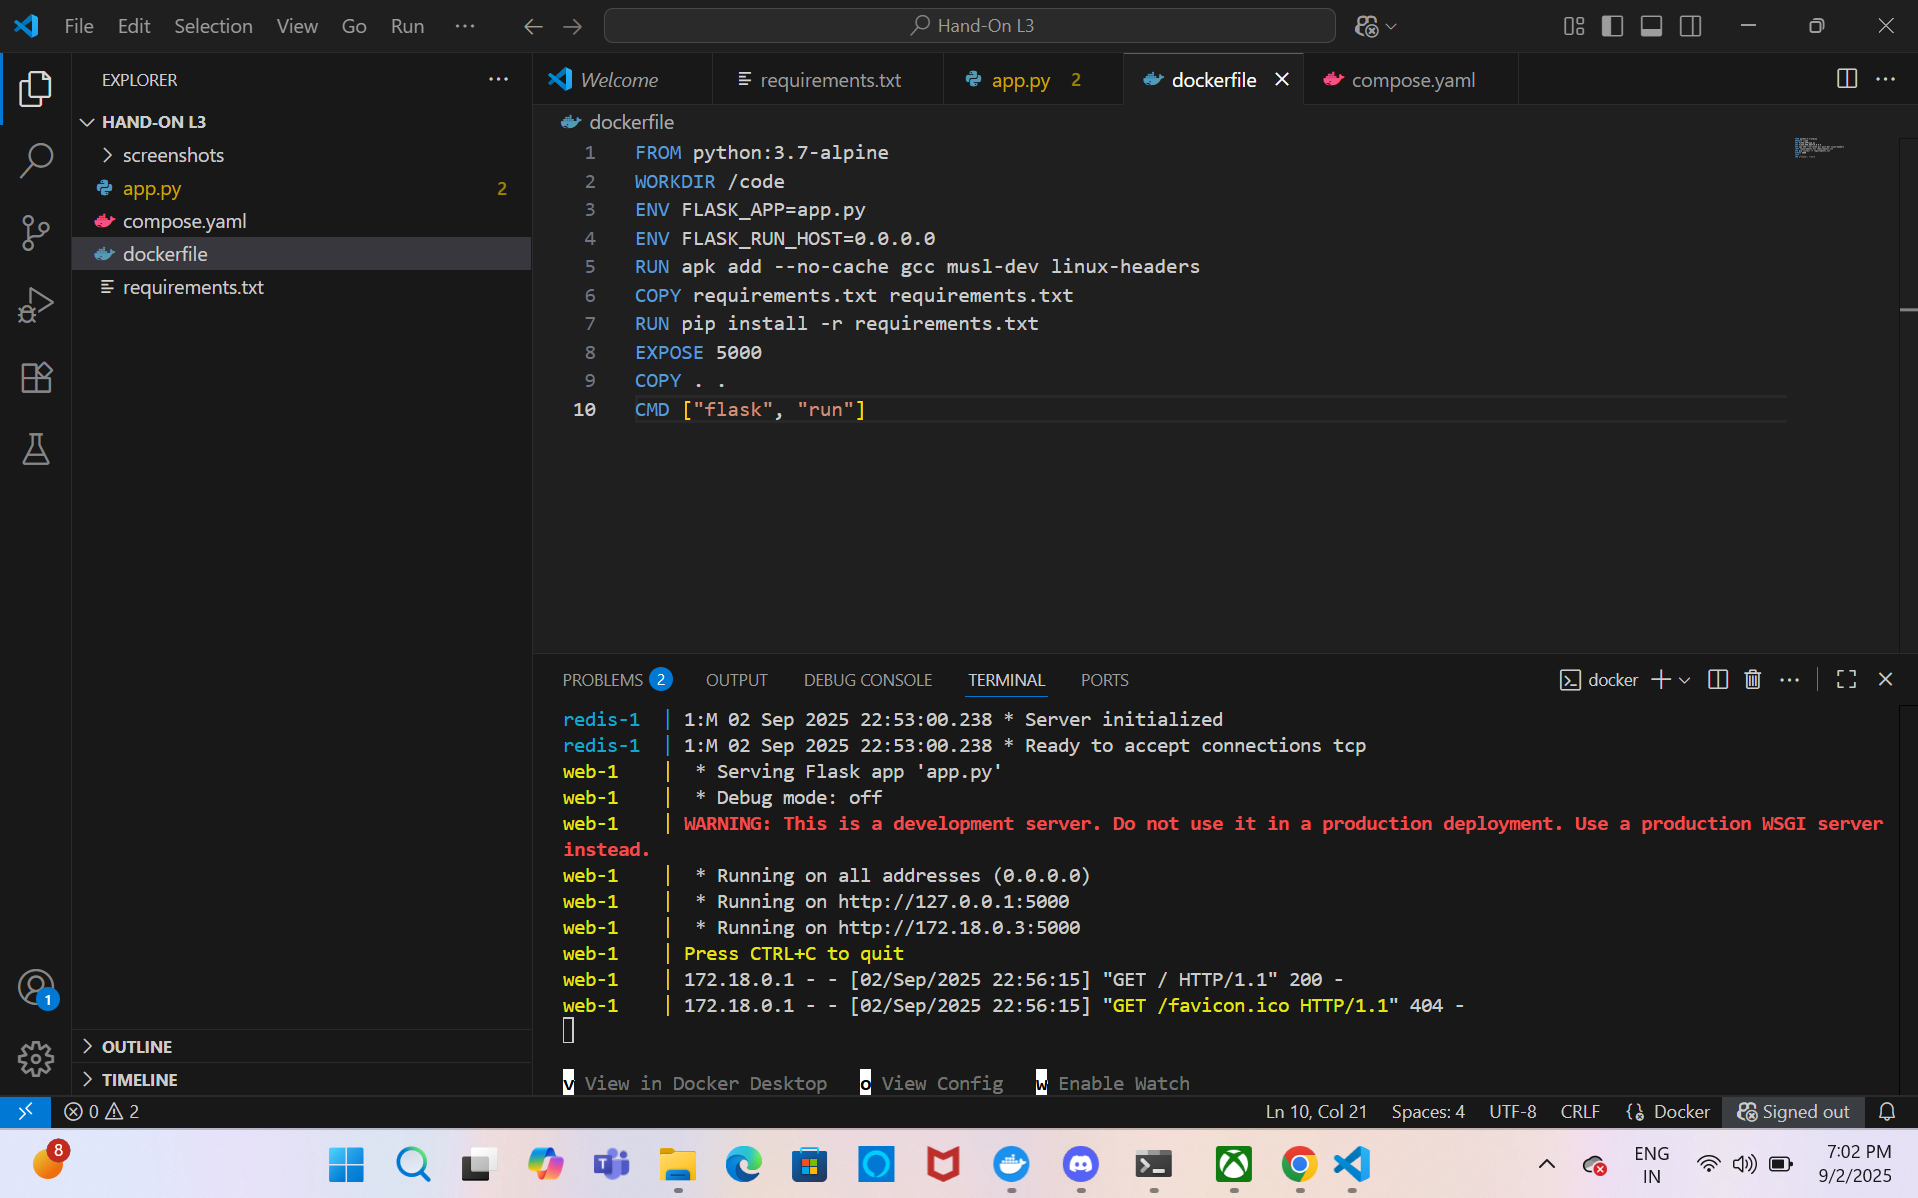 File Edit Selection View Go Run ··· Hand-On L3
EXPLORER
HAND-ON L3
screenshots
app.py 2
compose.yaml
dockerfile
requirements.txt
OUTLINE
TIMELINE
Welcome requirements.txt app.py 2 dockerfile compose.yaml
dockerfile
1 FROM python:3.7-alpine
2 WORKDIR /code
3 ENV FLASK_APP=app.py
4 ENV FLASK_RUN_HOST=0.0.0.0
5 RUN apk add --no-cache gcc musl-dev linux-headers
6 COPY requirements.txt requirements.txt
7 RUN pip install -r requirements.txt
8 EXPOSE 5000
9 COPY . .
10 CMD ["flask", "run"]
PROBLEMS 2 OUTPUT DEBUG CONSOLE TERMINAL PORTS docker
redis-1 | 1:M 02 Sep 2025 22:53:00.238 * Server initialized
redis-1 | 1:M 02 Sep 2025 22:53:00.238 * Ready to accept connections tcp
web-1 | * Serving Flask app 'app.py'
web-1 | * Debug mode: off
web-1 | WARNING: This is a development server. Do not use it in a production deployment. Use a production WSGI server
instead.
web-1 | * Running on all addresses (0.0.0.0)
web-1 | * Running on http://127.0.0.1:5000
web-1 | * Running on http://172.18.0.3:5000
web-1 | Press CTRL+C to quit
web-1 | 172.18.0.1 - - [02/Sep/2025 22:56:15] "GET / HTTP/1.1" 200 -
web-1 | 172.18.0.1 - - [02/Sep/2025 22:56:15] "GET /favicon.ico HTTP/1.1" 404 -
v View in Docker Desktop o View Config w Enable Watch
1
0 2 Ln 10, Col 21 Spaces: 4 UTF-8 CRLF Docker Signed out
8
ENG
IN
7:02 PM
9/2/2025